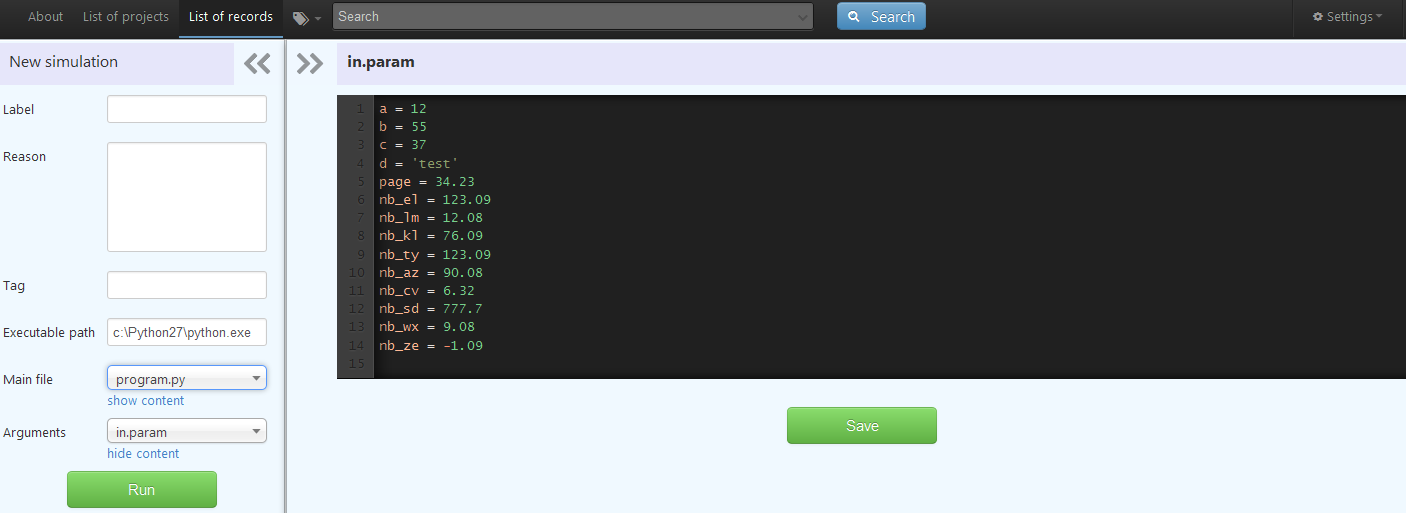 About List of projects List of records Search Search Settings
New simulation
in.param
Label
Reason
Tag
Executable path c:\Python27\python.exe
Main file program.py
show content
Arguments in.param
hide content
Run
1 a = 12
2 b = 55
3 c = 37
4 d = 'test'
5 page = 34.23
6 nb_el = 123.09
7 nb_lm = 12.08
8 nb_kl = 76.09
9 nb_ty = 123.09
10 nb_az = 90.08
11 nb_cv = 6.32
12 nb_sd = 777.7
13 nb_wx = 9.08
14 nb_ze = -1.09
15
Save